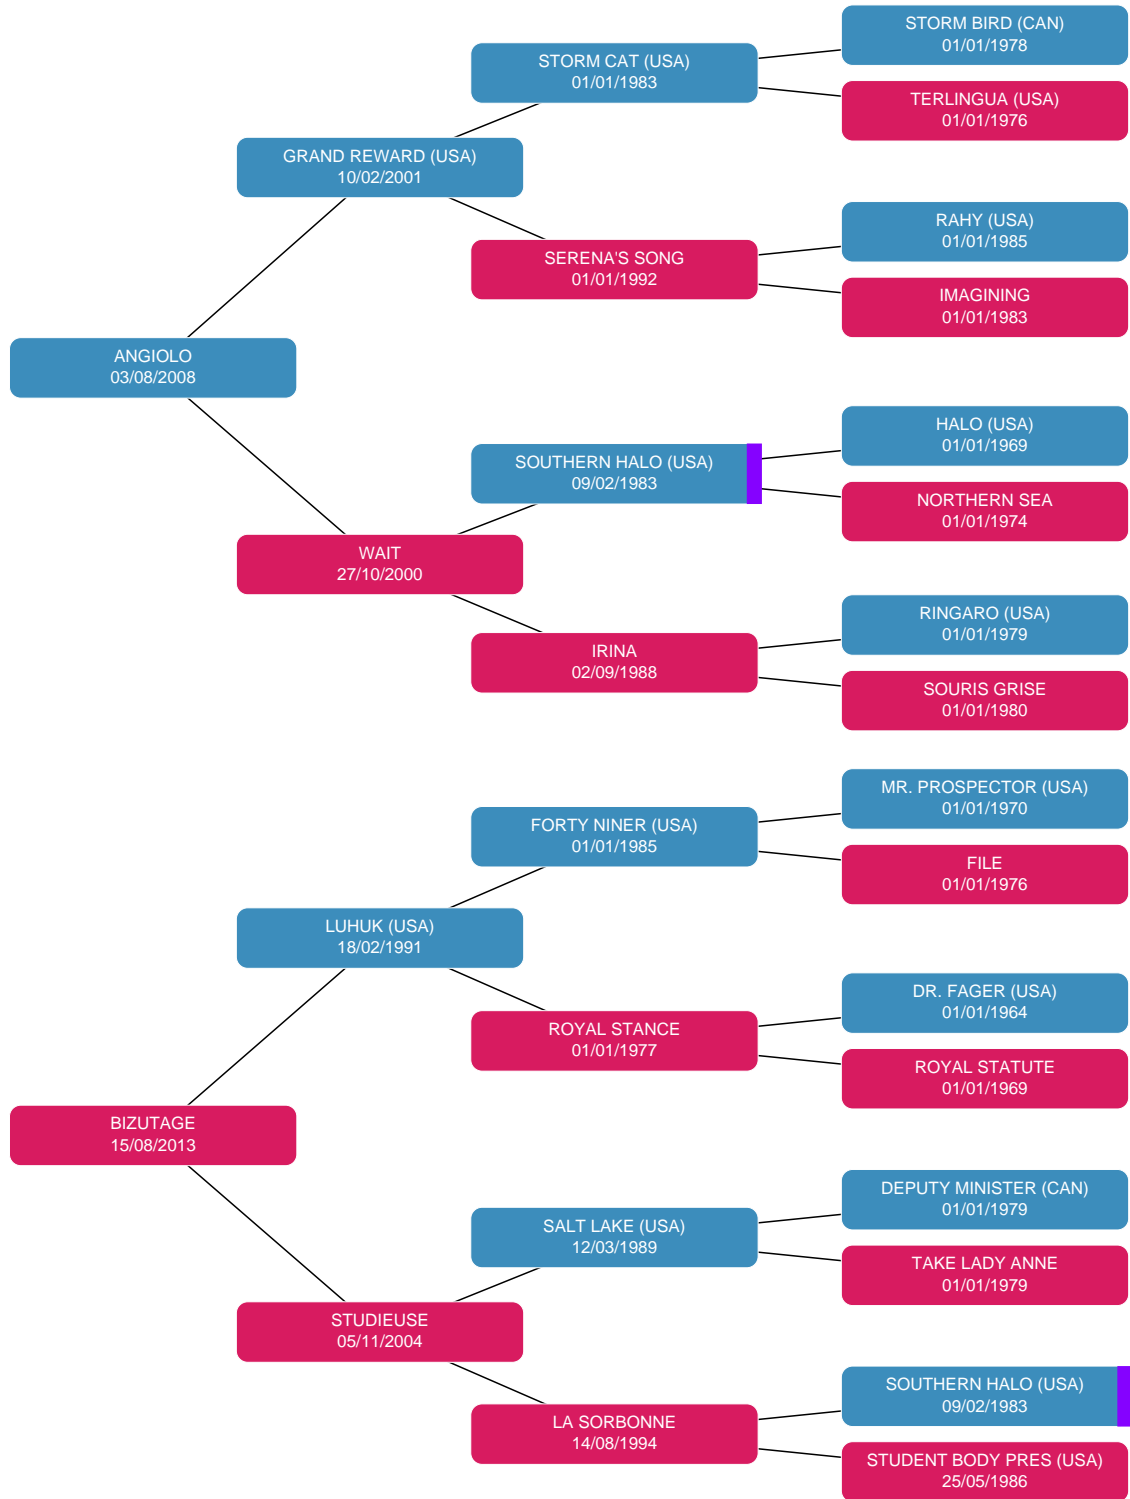 STORM BIRD (CAN)
01/01/1978
STORM CAT (USA)
01/01/1983
TERLINGUA (USA)
01/01/1976
GRAND REWARD (USA)
10/02/2001
RAHY (USA)
01/01/1985
SERENA'S SONG
01/01/1992
IMAGINING
01/01/1983
ANGIOLO
03/08/2008
HALO (USA)
01/01/1969
SOUTHERN HALO (USA)
09/02/1983
NORTHERN SEA
01/01/1974
WAIT
27/10/2000
RINGARO (USA)
01/01/1979
IRINA
02/09/1988
SOURIS GRISE
01/01/1980
MR. PROSPECTOR (USA)
01/01/1970
FORTY NINER (USA)
01/01/1985
FILE
01/01/1976
LUHUK (USA)
18/02/1991
DR. FAGER (USA)
01/01/1964
ROYAL STANCE
01/01/1977
ROYAL STATUTE
01/01/1969
BIZUTAGE
15/08/2013
DEPUTY MINISTER (CAN)
01/01/1979
SALT LAKE (USA)
12/03/1989
TAKE LADY ANNE
01/01/1979
STUDIEUSE
05/11/2004
SOUTHERN HALO (USA)
09/02/1983
LA SORBONNE
14/08/1994
STUDENT BODY PRES (USA)
25/05/1986